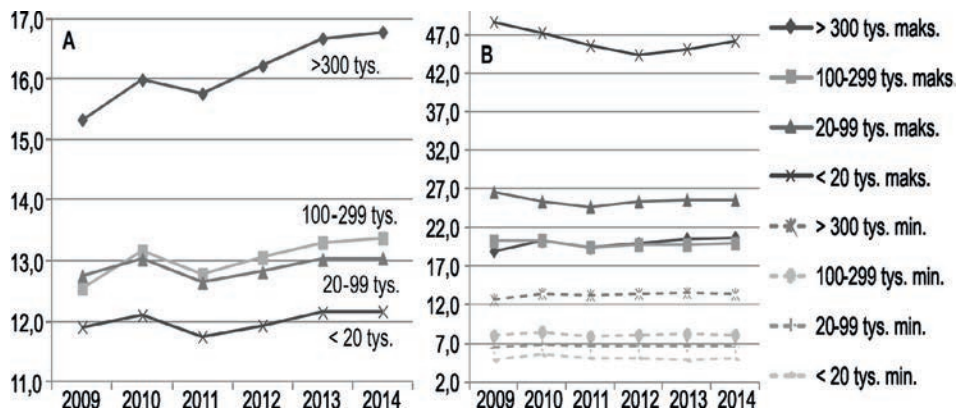 A
17,0
16,0
15,0
14,0
13,0
12,0
11,0
>300 tys.
100-299 tys.
20-99 tys.
< 20 tys.
2009 2010 2011 2012 2013 2014
B
47,0
42,0
37,0
32,0
27,0
22,0
17,0
12,0
7,0
2,0
2009 2010 2011 2012 2013 2014
> 300 tys. maks.
100-299 tys. maks.
20-99 tys. maks.
< 20 tys. maks.
> 300 tys. min.
100-299 tys. min.
20-99 tys. min.
< 20 tys. min.